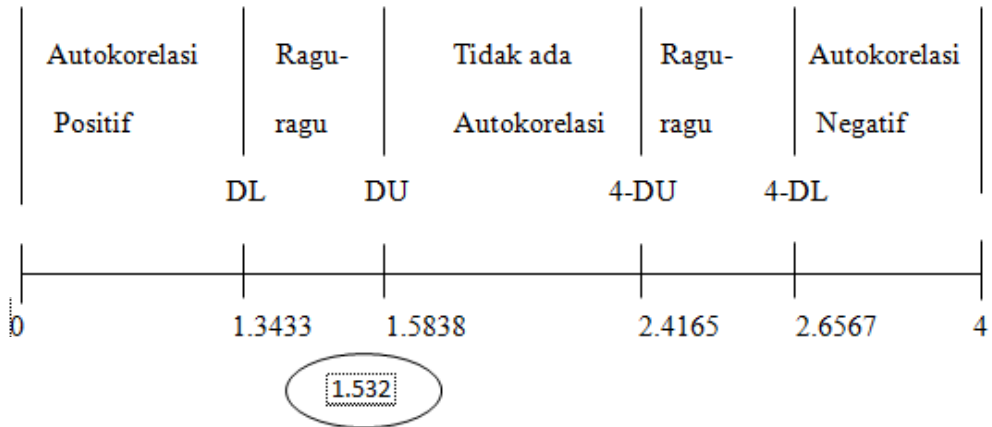 Autokorelasi Ragu- Tidak ada Ragu- Autokorelasi
Positif ragu Autokorelasi ragu Negatif
DL DU 4-DU 4-DL
0 1.3433 1.5838 2.4165 2.6567 4
1.532